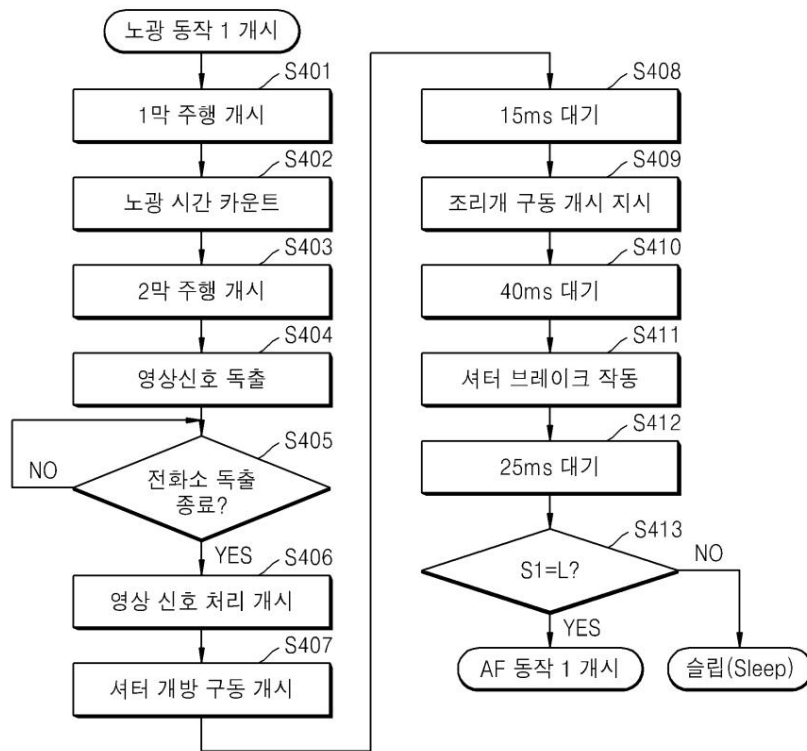 노광 동작 1 개시
S401
1막 주행 개시
S402
노광 시간 카운트
S403
2막 주행 개시
S404
영상신호 독출
S405
NO
전화소 독출
종료?
YES
S406
영상 신호 처리 개시
S407
셔터 개방 구동 개시
S408
15ms 대기
S409
조리개 구동 개시 지시
S410
40ms 대기
S411
셔터 브레이크 작동
S412
25ms 대기
S413
S1=L?
NO
YES
AF 동작 1 개시
슬립(Sleep)